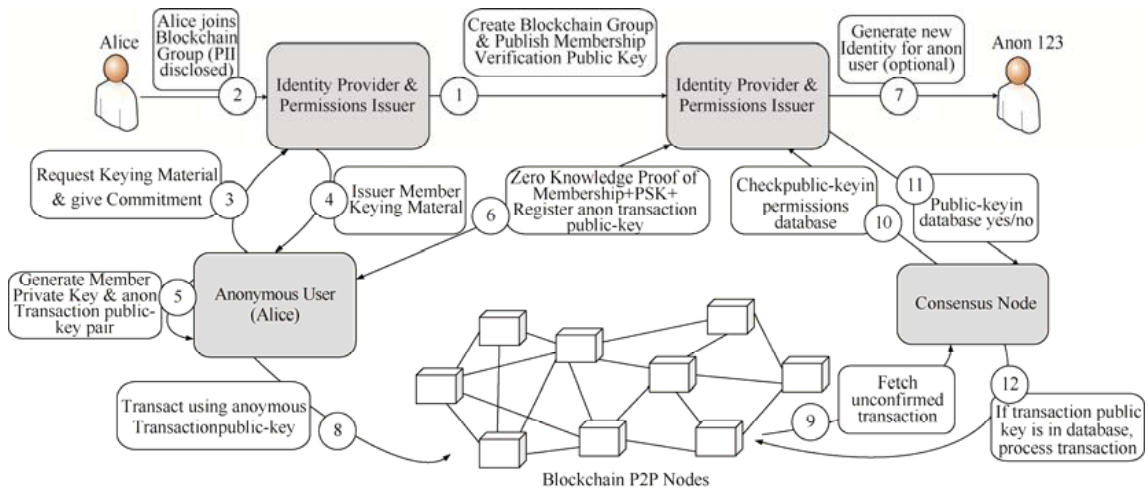 Alice
Alice joins
Blockchain
Group (PII
disclosed)
2
Identity Provider &
Permissions Issuer
1
Create Blockchain Group
& Publish Membership
Verification Public Key
Identity Provider &
Permissions Issuer
Generate new
Identity for anon
user (optional)
7
Anon 123
Request Keying Material
& give Commitment
3
4
Issuer Member
Keying Materal
6
Zero Knowledge Proof of
Membership+PSK+
Register anon transaction
public-key
Checkpublic-keyin
permissions
database
10
11
Public-keyin
database yes/no
Generate Member
Private Key & anon
Transaction public-
key pair
5
Anonymous User
(Alice)
Consensus Node
Transact using anoymous
Transactionpublic-key
8
9
Fetch
unconfirmed
transaction
12
If transaction public
key is in database,
process transaction
Blockchain P2P Nodes